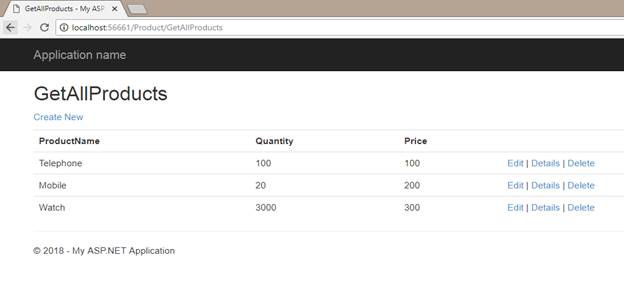 GetAllProducts - My ASP
localhost:56661/Product/GetAllProducts
Application name
GetAllProducts
Create New
ProductName Quantity Price
Telephone 100 100 Edit | Details | Delete
Mobile 20 200 Edit | Details | Delete
Watch 3000 300 Edit | Details | Delete
© 2018 - My ASP.NET Application